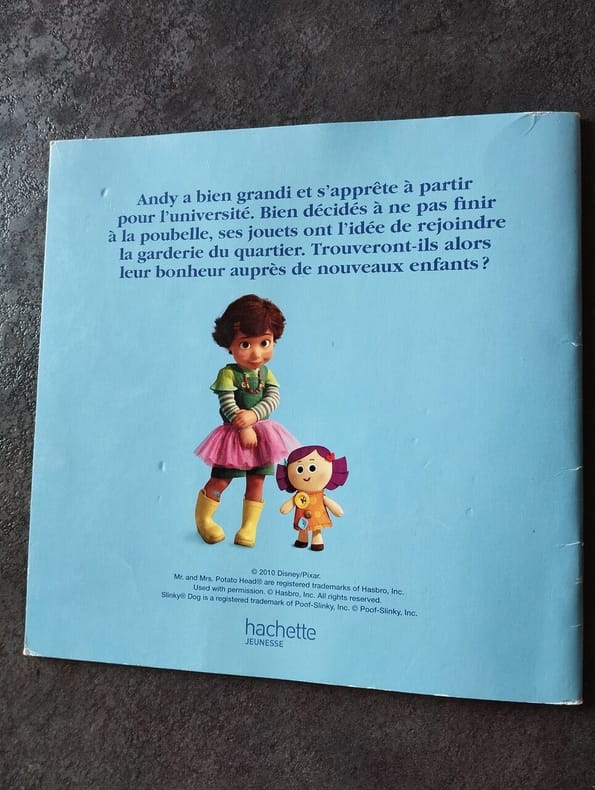 Andy a bien grandi et s'apprête à partir
pour l'université. Bien décidés à ne pas finir
à la poubelle, ses jouets ont l'idée de rejoindre
la garderie du quartier. Trouveront-ils alors
leur bonheur auprès de nouveaux enfants ?
© 2010 Disney/Pixar.
Mr. and Mrs. Potato Head® are registered trademarks of Hasbro, Inc.
Used with permission. © Hasbro, Inc. All rights reserved.
Slinky® Dog is a registered trademark of Poof-Slinky, Inc. © Poof-Slinky, Inc.
hachette
JEUNESSE